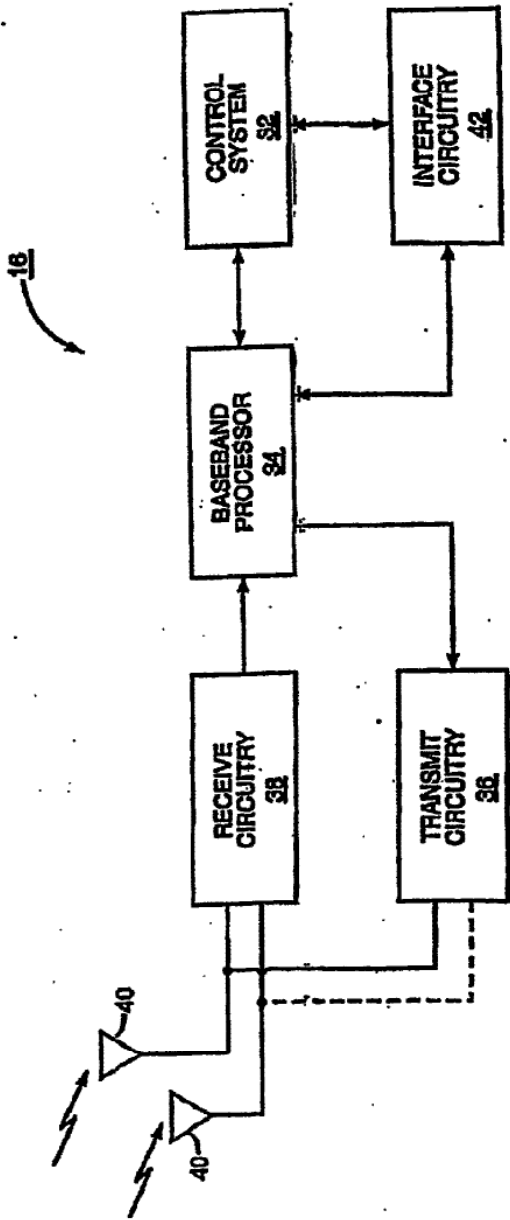 16
CONTROL
SYSTEM
32
BASEBAND
PROCESSOR
34
INTERFACE
CIRCUITRY
42
RECEIVE
CIRCUITRY
38
TRANSMIT
CIRCUITRY
36
40
40